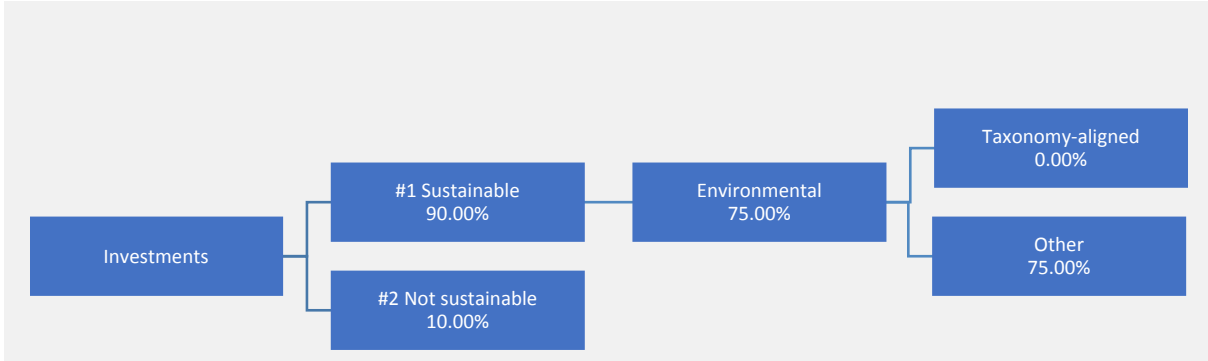 Investments
#1 Sustainable
90.00%
#2 Not sustainable
10.00%
Environmental
75.00%
Taxonomy-aligned
0.00%
Other
75.00%